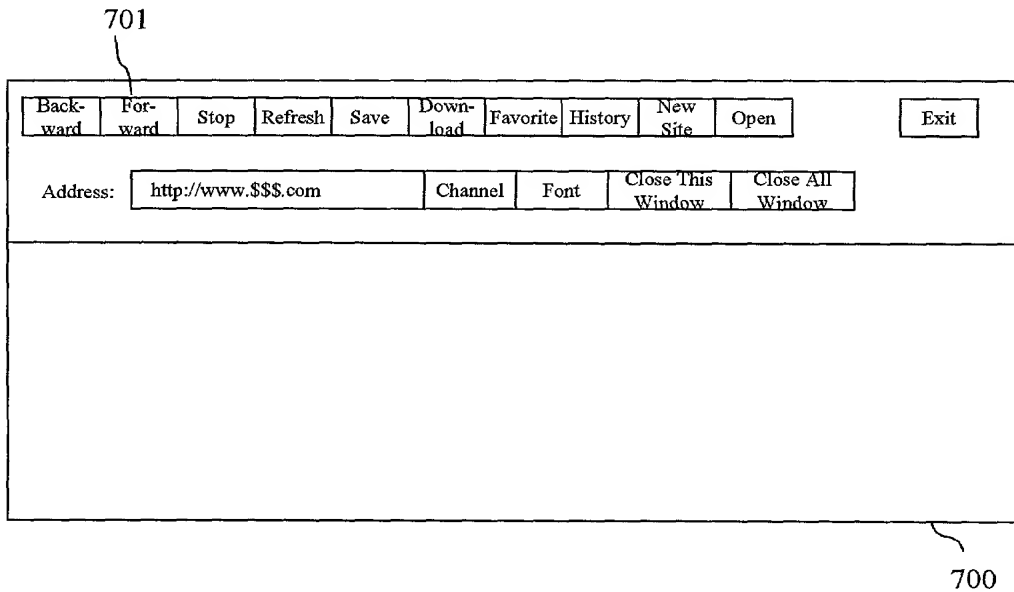 701
Back-ward For-ward Stop Refresh Save Down-load Favorite History New Site Open Exit
Address: http://www.$$$.com Channel Font Close This Window Close All Window
700